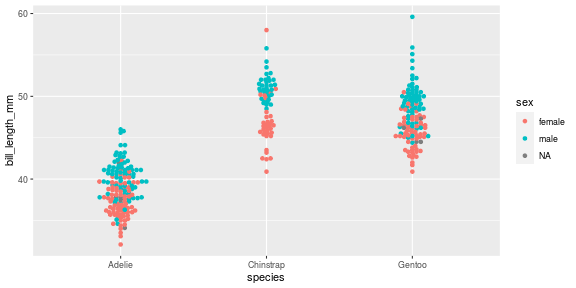 60
50
40
bill_length_mm
Adelie
Chinstrap
Gentoo
species
sex
female
male
NA